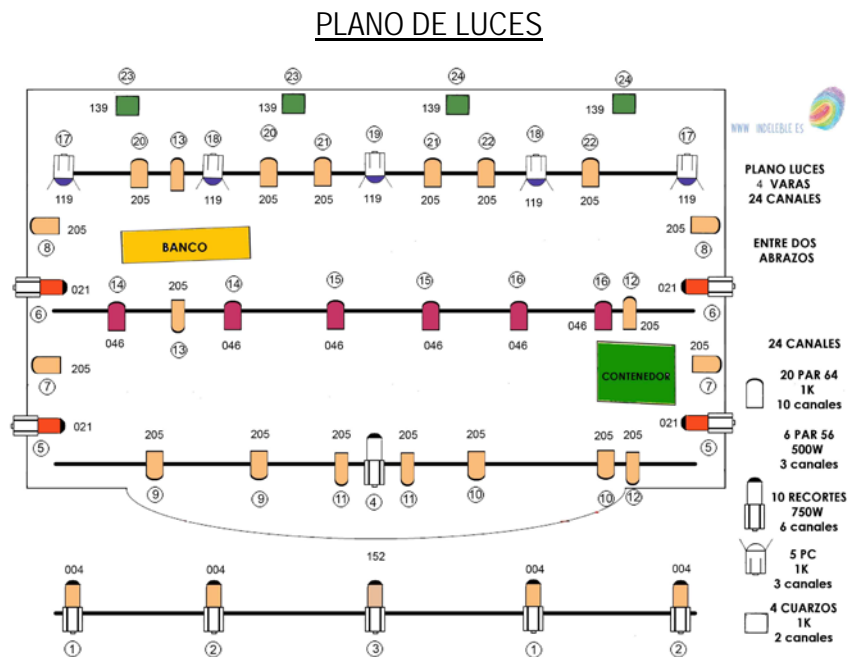 PLANO DE LUCES
23 23 24 24
139 139 139 139
17 20 13 18 20 21 19 21 22 18 22 17
WWW INDELEBLE.ES
119 205 205 119 205 205 119 205 205 119 205 119
PLANO LUCES
4 VARAS
24 CANALES
205 205
8 BANCO 8
ENTRE DOS
ABRAZOS
021 14 205 14 15 15 16 16 12 021
6 6
046 13 046 046 046 046 046 205
24 CANALES
205 205
7 CONTENEDOR 7
20 PAR 64
1K
10 canales
021 021
5 5
205 205 205 205 205 205 205
6 PAR 56
500W
3 canales
9 9 11 4 11 10 10 12
10 RECORTES
750W
6 canales
152
5 PC
1K
3 canales
004 004 004 004
4 CUARZOS
1K
2 canales
1 2 3 1 2